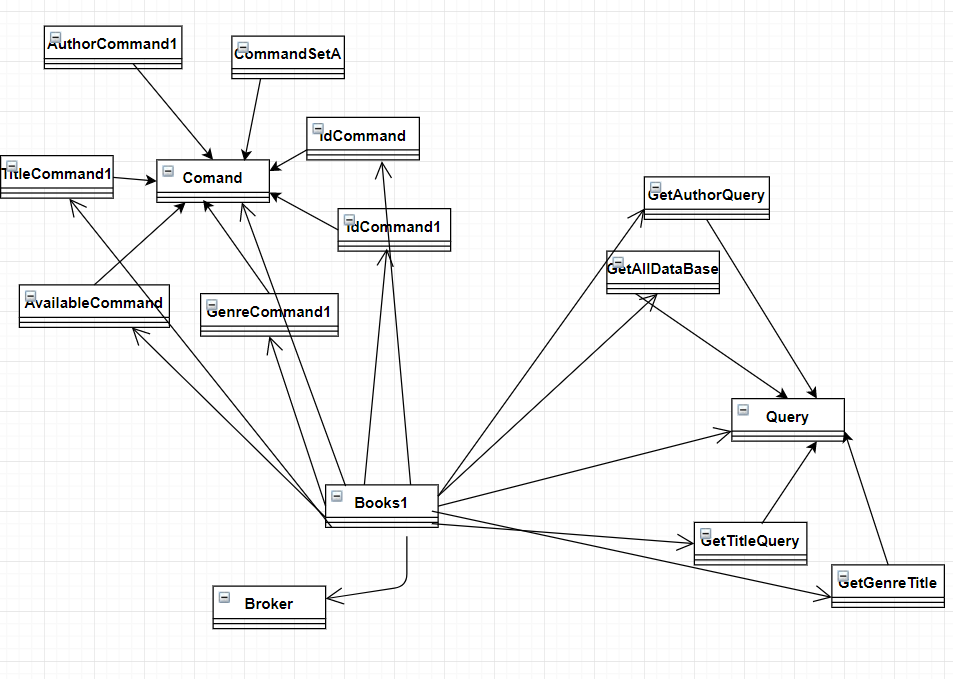 AuthorCommand1
CommandSetA
IdCommand
TitleCommand1
Comand
GetAuthorQuery
IdCommand1
GetAllDataBase
AvailableCommand
GenreCommand1
Query
Books1
GetTitleQuery
GetGenreTitle
Broker